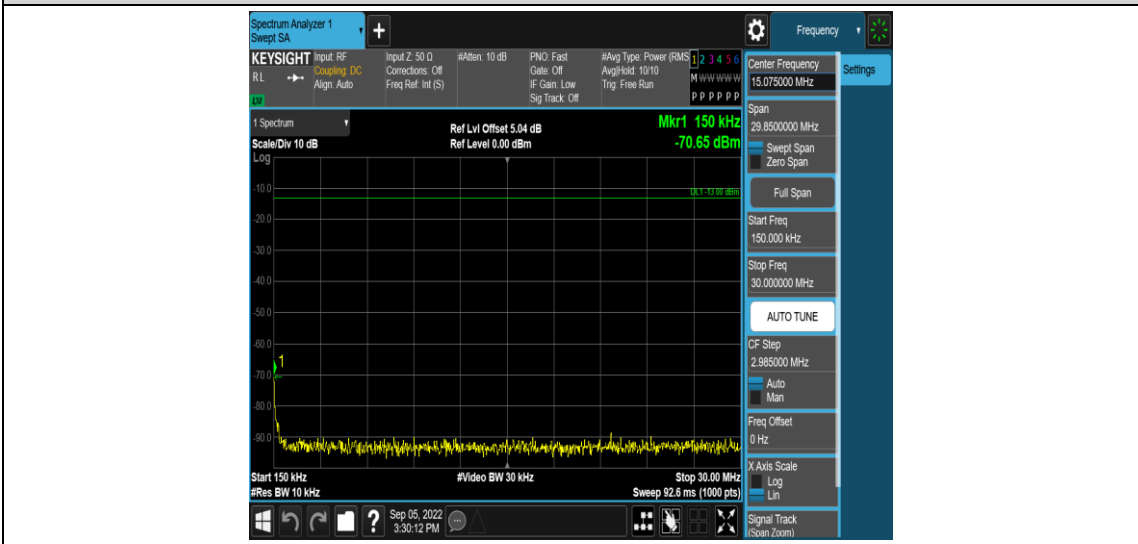 Spectrum Analyzer 1
Swept SA
+
Frequency
KEYSIGHT
Input: RF
Input Z: 50 Ω
#Atten: 10 dB
PNO: Fast
#Avg Type: Power (RMS
1 2 3 4 5 6
RL
Coupling: DC
Corrections: Off
Gate: Off
Avg|Hold: 10/10
M W W W W W
Align: Auto
Freq Ref: Int (S)
IF Gain: Low
Trig: Free Run
Sig Track: Off
P P P P P P
LXI
1 Spectrum
Ref Lvl Offset 5.04 dB
Mkr1 150 kHz
Scale/Div 10 dB
Ref Level 0.00 dBm
-70.65 dBm
Log
-10.0
DL1 -13.00 dBm
-20.0
-30.0
-40.0
-50.0
-60.0
1
-70.0
-80.0
-90.0
Start 150 kHz
#Video BW 30 kHz
Stop 30.00 MHz
#Res BW 10 kHz
Sweep 92.6 ms (1000 pts)
?
Sep 05, 2022
3:30:12 PM
Center Frequency
15.075000 MHz
Settings
Span
29.8500000 MHz
Swept Span
Zero Span
Full Span
Start Freq
150.000 kHz
Stop Freq
30.000000 MHz
AUTO TUNE
CF Step
2.985000 MHz
Auto
Man
Freq Offset
0 Hz
X Axis Scale
Log
Lin
Signal Track
(Span Zoom)